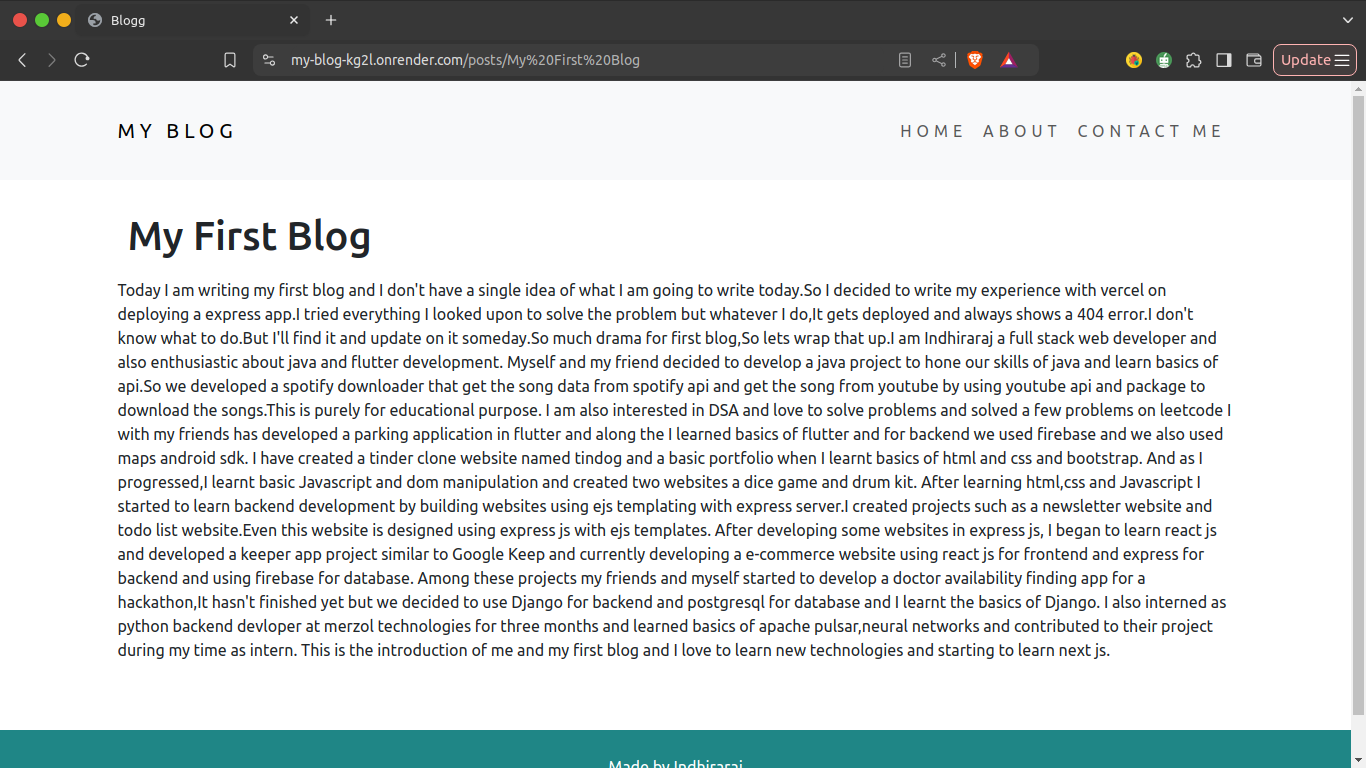 Blogg
my-blog-kg2l.onrender.com/posts/My%20First%20Blog
Update
MY BLOG
HOME ABOUT CONTACT ME
My First Blog
Today I am writing my first blog and I don't have a single idea of what I am going to write today.So I decided to write my experience with vercel on
deploying a express app.I tried everything I looked upon to solve the problem but whatever I do,It gets deployed and always shows a 404 error.I don't
know what to do.But I'll find it and update on it someday.So much drama for first blog,So lets wrap that up.I am Indhiraraj a full stack web developer and
also enthusiastic about java and flutter development. Myself and my friend decided to develop a java project to hone our skills of java and learn basics of
api.So we developed a spotify downloader that get the song data from spotify api and get the song from youtube by using youtube api and package to
download the songs.This is purely for educational purpose. I am also interested in DSA and love to solve problems and solved a few problems on leetcode I
with my friends has developed a parking application in flutter and along the I learned basics of flutter and for backend we used firebase and we also used
maps android sdk. I have created a tinder clone website named tindog and a basic portfolio when I learnt basics of html and css and bootstrap. And as I
progressed,I learnt basic Javascript and dom manipulation and created two websites a dice game and drum kit. After learning html,css and Javascript I
started to learn backend development by building websites using ejs templating with express server.I created projects such as a newsletter website and
todo list website.Even this website is designed using express js with ejs templates. After developing some websites in express js, I began to learn react js
and developed a keeper app project similar to Google Keep and currently developing a e-commerce website using react js for frontend and express for
backend and using firebase for database. Among these projects my friends and myself started to develop a doctor availability finding app for a
hackathon,It hasn't finished yet but we decided to use Django for backend and postgresql for database and I learnt the basics of Django. I also interned as
python backend devloper at merzol technologies for three months and learned basics of apache pulsar,neural networks and contributed to their project
during my time as intern. This is the introduction of me and my first blog and I love to learn new technologies and starting to learn next js.
Made by Indhiraraj